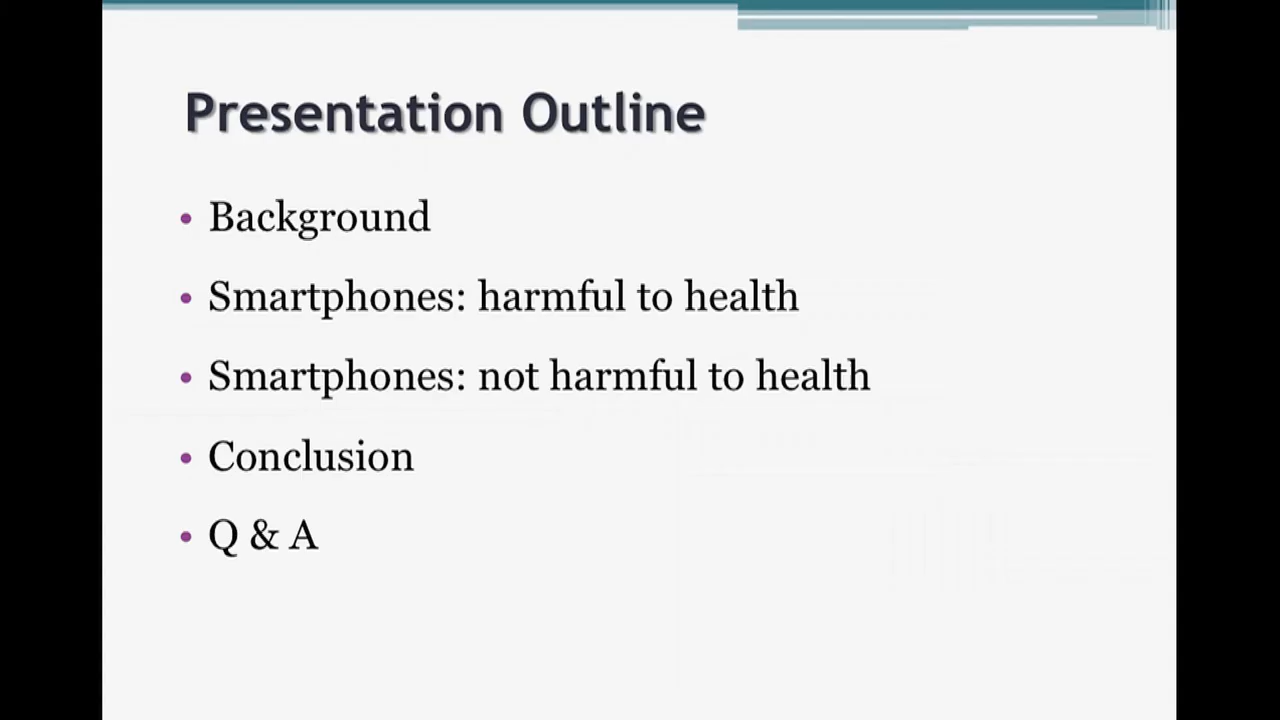 Presentation Outline
• Background
• Smartphones: harmful to health
• Smartphones: not harmful to health
• Conclusion
• Q & A